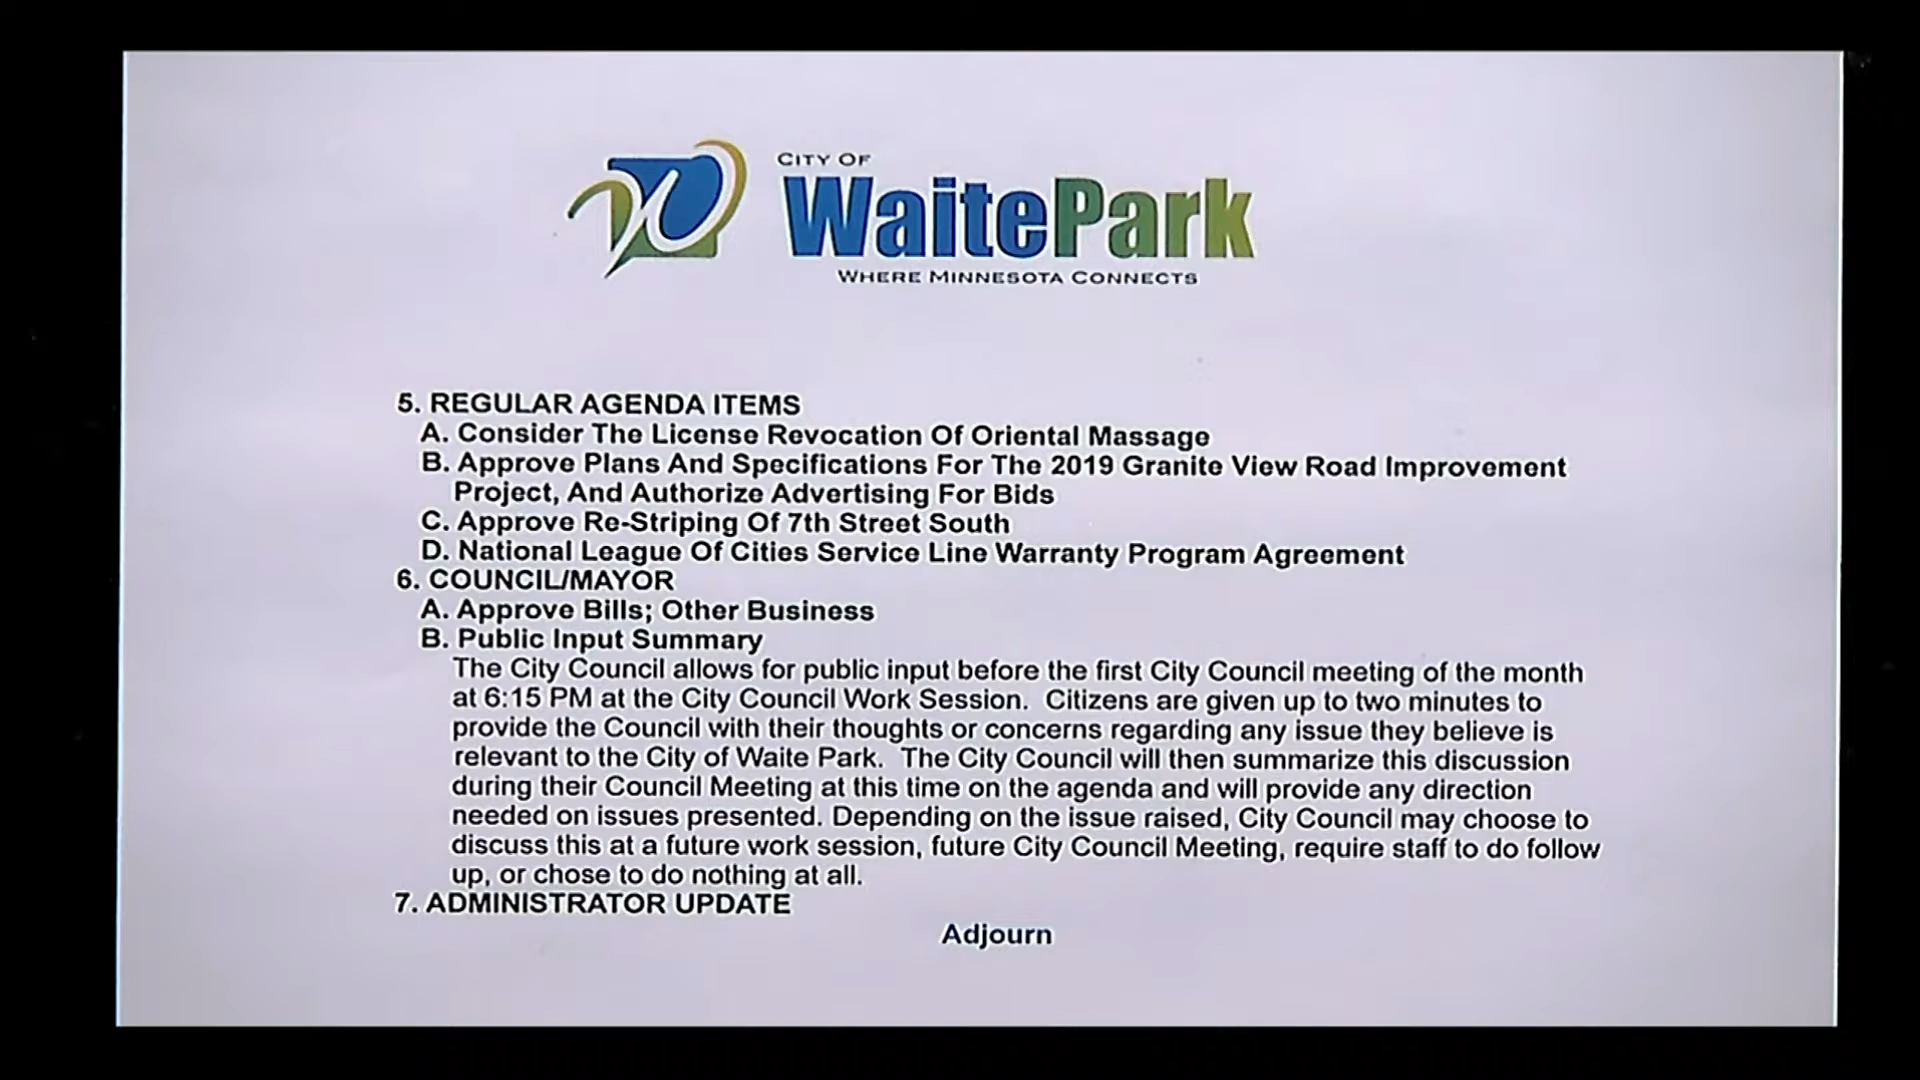 CITY OF
WaitePark
WHERE MINNESOTA CONNECTS
5. REGULAR AGENDA ITEMS
A. Consider The License Revocation Of Oriental Massage
B. Approve Plans And Specifications For The 2019 Granite View Road Improvement
Project, And Authorize Advertising For Bids
C. Approve Re-Striping Of 7th Street South
D. National League Of Cities Service Line Warranty Program Agreement
6. COUNCIL/MAYOR
A. Approve Bills; Other Business
B. Public Input Summary
The City Council allows for public input before the first City Council meeting of the month
at 6:15 PM at the City Council Work Session. Citizens are given up to two minutes to
provide the Council with their thoughts or concerns regarding any issue they believe is
relevant to the City of Waite Park. The City Council will then summarize this discussion
during their Council Meeting at this time on the agenda and will provide any direction
needed on issues presented. Depending on the issue raised, City Council may choose to
discuss this at a future work session, future City Council Meeting, require staff to do follow
up, or chose to do nothing at all.
7. ADMINISTRATOR UPDATE
Adjourn